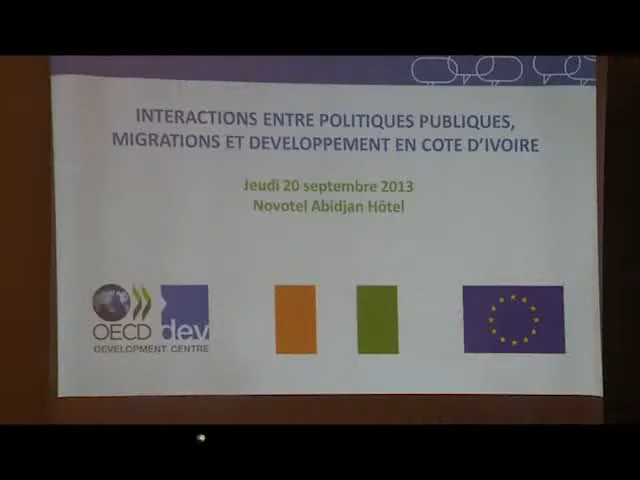 INTERACTIONS ENTRE POLITIQUES PUBLIQUES,
MIGRATIONS ET DEVELOPPEMENT EN COTE D'IVOIRE
Jeudi 20 septembre 2013
Novotel Abidjan Hôtel
OECD dev
DEVELOPMENT CENTRE